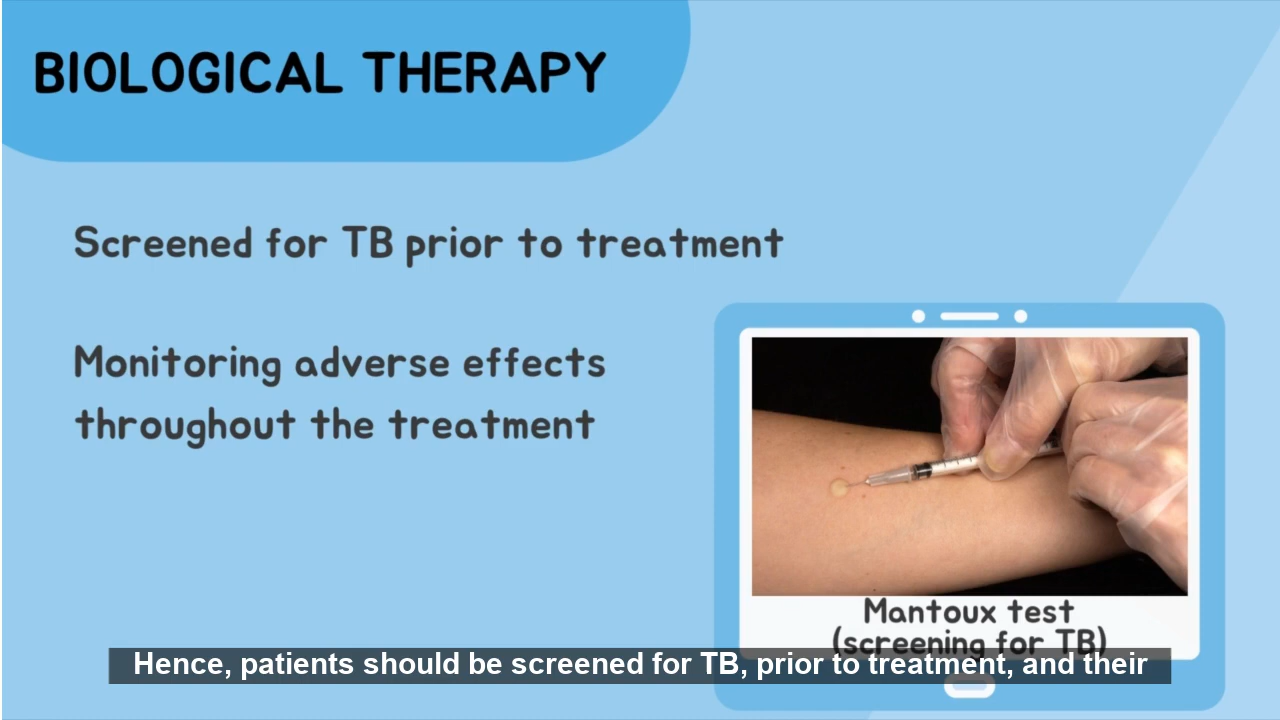 BIOLOGICAL THERAPY
Screened for TB prior to treatment
Monitoring adverse effects
throughout the treatment
Mantoux test
(screening for TB)
Hence, patients should be screened for TB, prior to treatment, and their